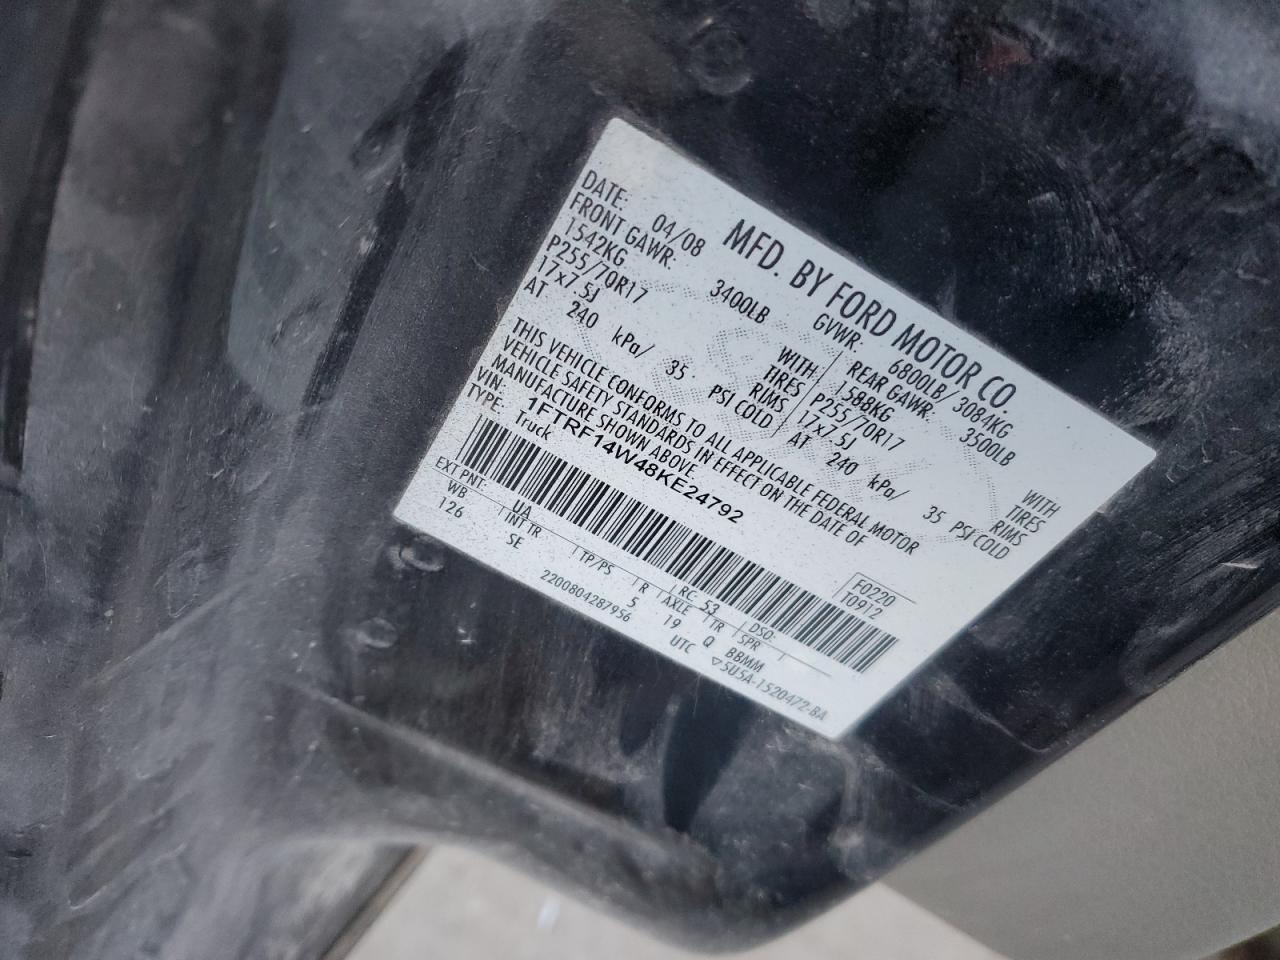 MFD. BY FORD MOTOR CO.
DATE: 04/08 GVWR: 6800LB/ 3084KG
FRONT GAWR: 3400LB REAR GAWR: 3500LB
1542KG WITH 1588KG WITH
P255/70R17 TIRES P255/70R17 TIRES
17x7.5J RIMS 17x7.5J RIMS
AT 240 kPa/ 35 PSI COLD AT 240 kPa/ 35 PSI COLD
THIS VEHICLE CONFORMS TO ALL APPLICABLE FEDERAL MOTOR
VEHICLE SAFETY STANDARDS IN EFFECT ON THE DATE OF
MANUFACTURE SHOWN ABOVE.
VIN: 1FTRF14W48KE24792 F0220
TYPE: Truck T0912
EXT PNT: UA RC: 53 DSO:
WB INT TR TP/PS R AXLE TR SPR
126 SE 5 19 Q BBMM
2200804287956 UTC ▽5U5A-1520472-BA